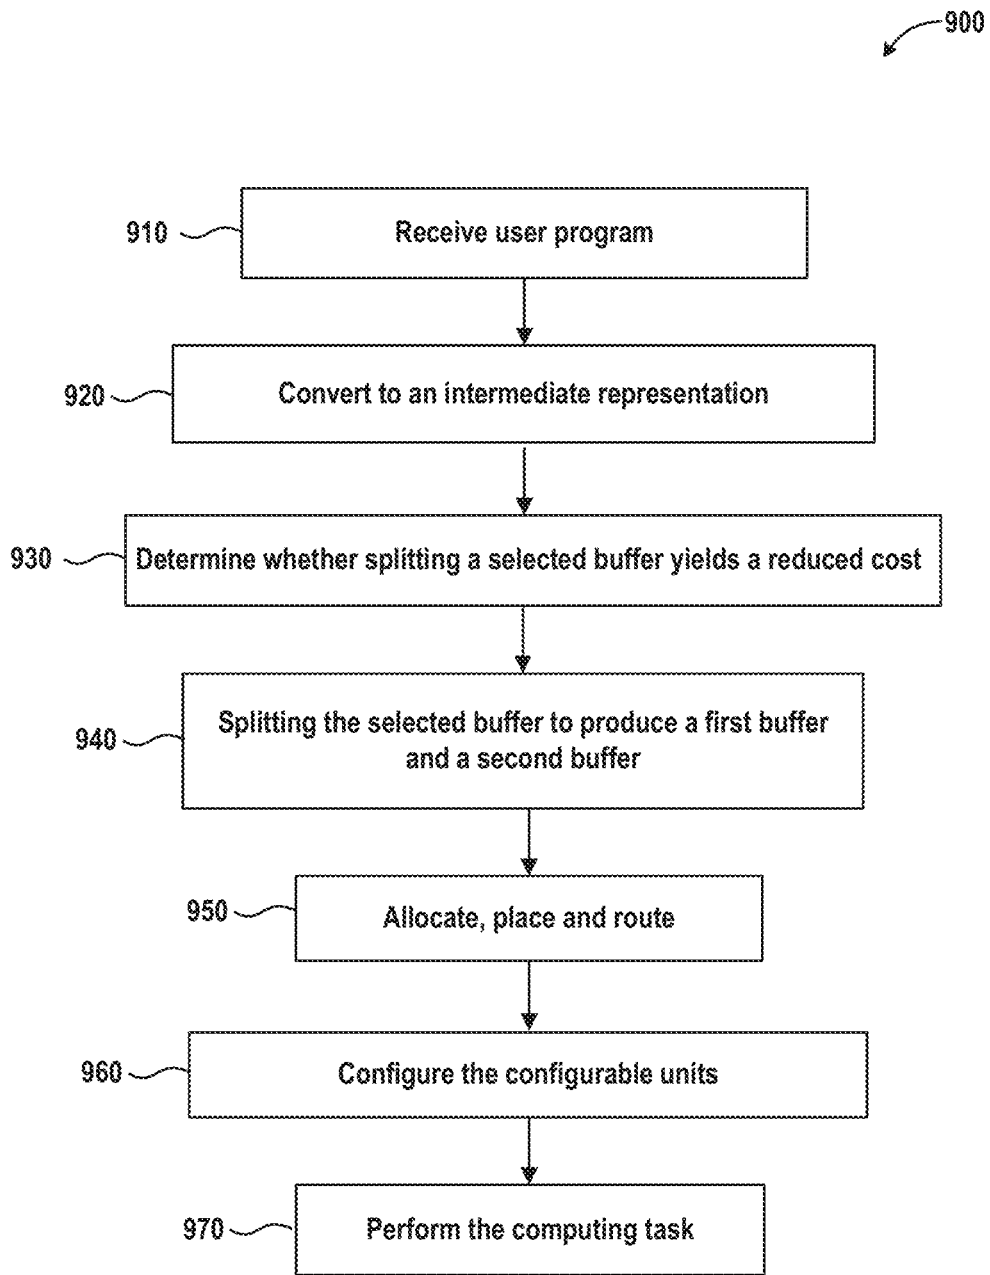 900
910
Receive user program
920
Convert to an intermediate representation
930
Determine whether splitting a selected buffer yields a reduced cost
940
Splitting the selected buffer to produce a first buffer
and a second buffer
950
Allocate, place and route
960
Configure the configurable units
970
Perform the computing task